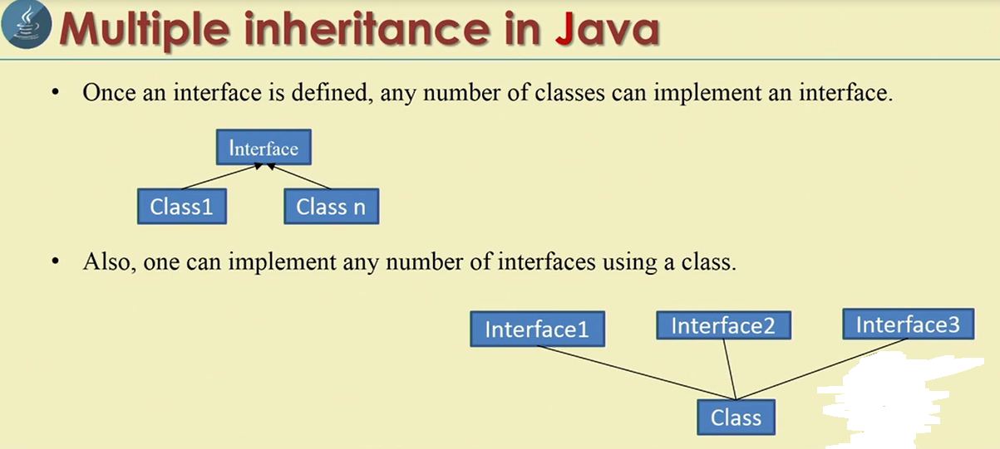 Multiple inheritance in Java
• Once an interface is defined, any number of classes can implement an interface.
Interface
Class1 Class n
• Also, one can implement any number of interfaces using a class.
Interface1 Interface2 Interface3
Class